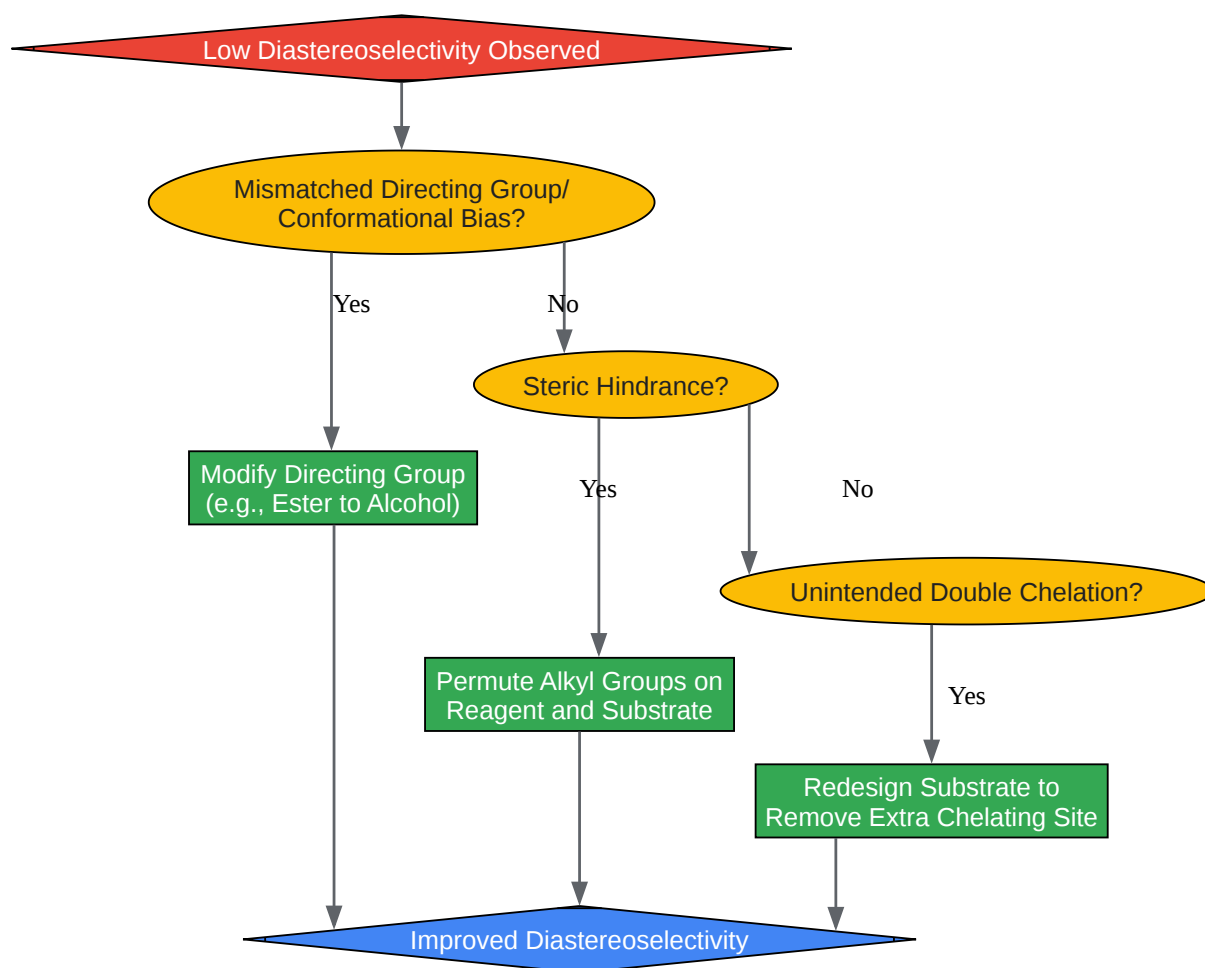 Low Diastereoselectivity Observed
Mismatched Directing Group/
Conformational Bias?
Yes
No
Steric Hindrance?
Modify Directing Group
(e.g., Ester to Alcohol)
Yes
No
Unintended Double Chelation?
Permute Alkyl Groups on
Reagent and Substrate
Yes
Redesign Substrate to
Remove Extra Chelating Site
Improved Diastereoselectivity